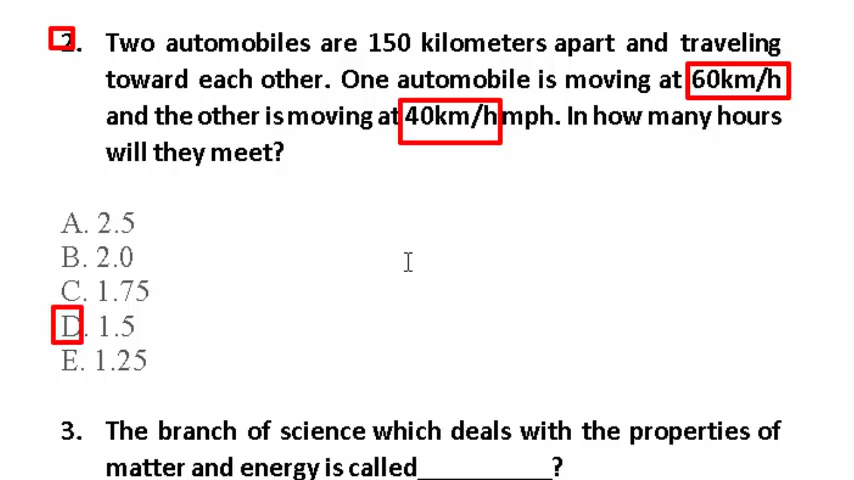 2. Two automobiles are 150 kilometers apart and traveling
toward each other. One automobile is moving at 60km/h
and the other is moving at 40km/h mph. In how many hours
will they meet?
A. 2.5
B. 2.0
C. 1.75
D. 1.5
E. 1.25
3. The branch of science which deals with the properties of
matter and energy is called__________?